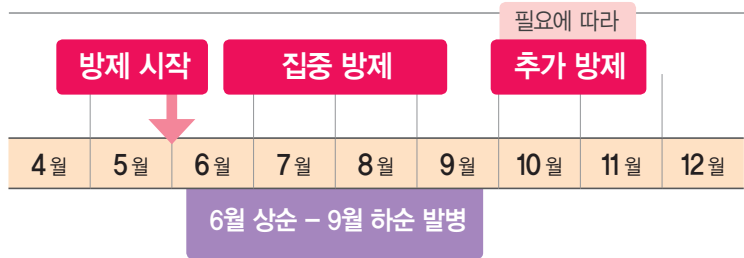 필요에 따라
방제 시작 집중 방제 추가 방제
4월 5월 6월 7월 8월 9월 10월 11월 12월
6월 상순 – 9월 하순 발병